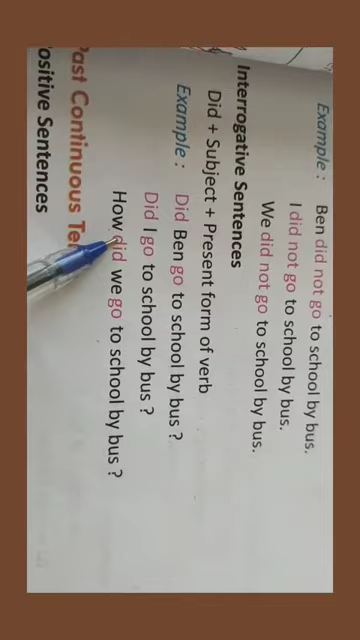 Example : Ben did not go to school by bus.
I did not go to school by bus.
We did not go to school by bus.
Interrogative Sentences
Did + Subject + Present form of verb
Example : Did Ben go to school by bus ?
Did I go to school by bus ?
How did we go to school by bus ?
Past Continuous
Positive Sentences